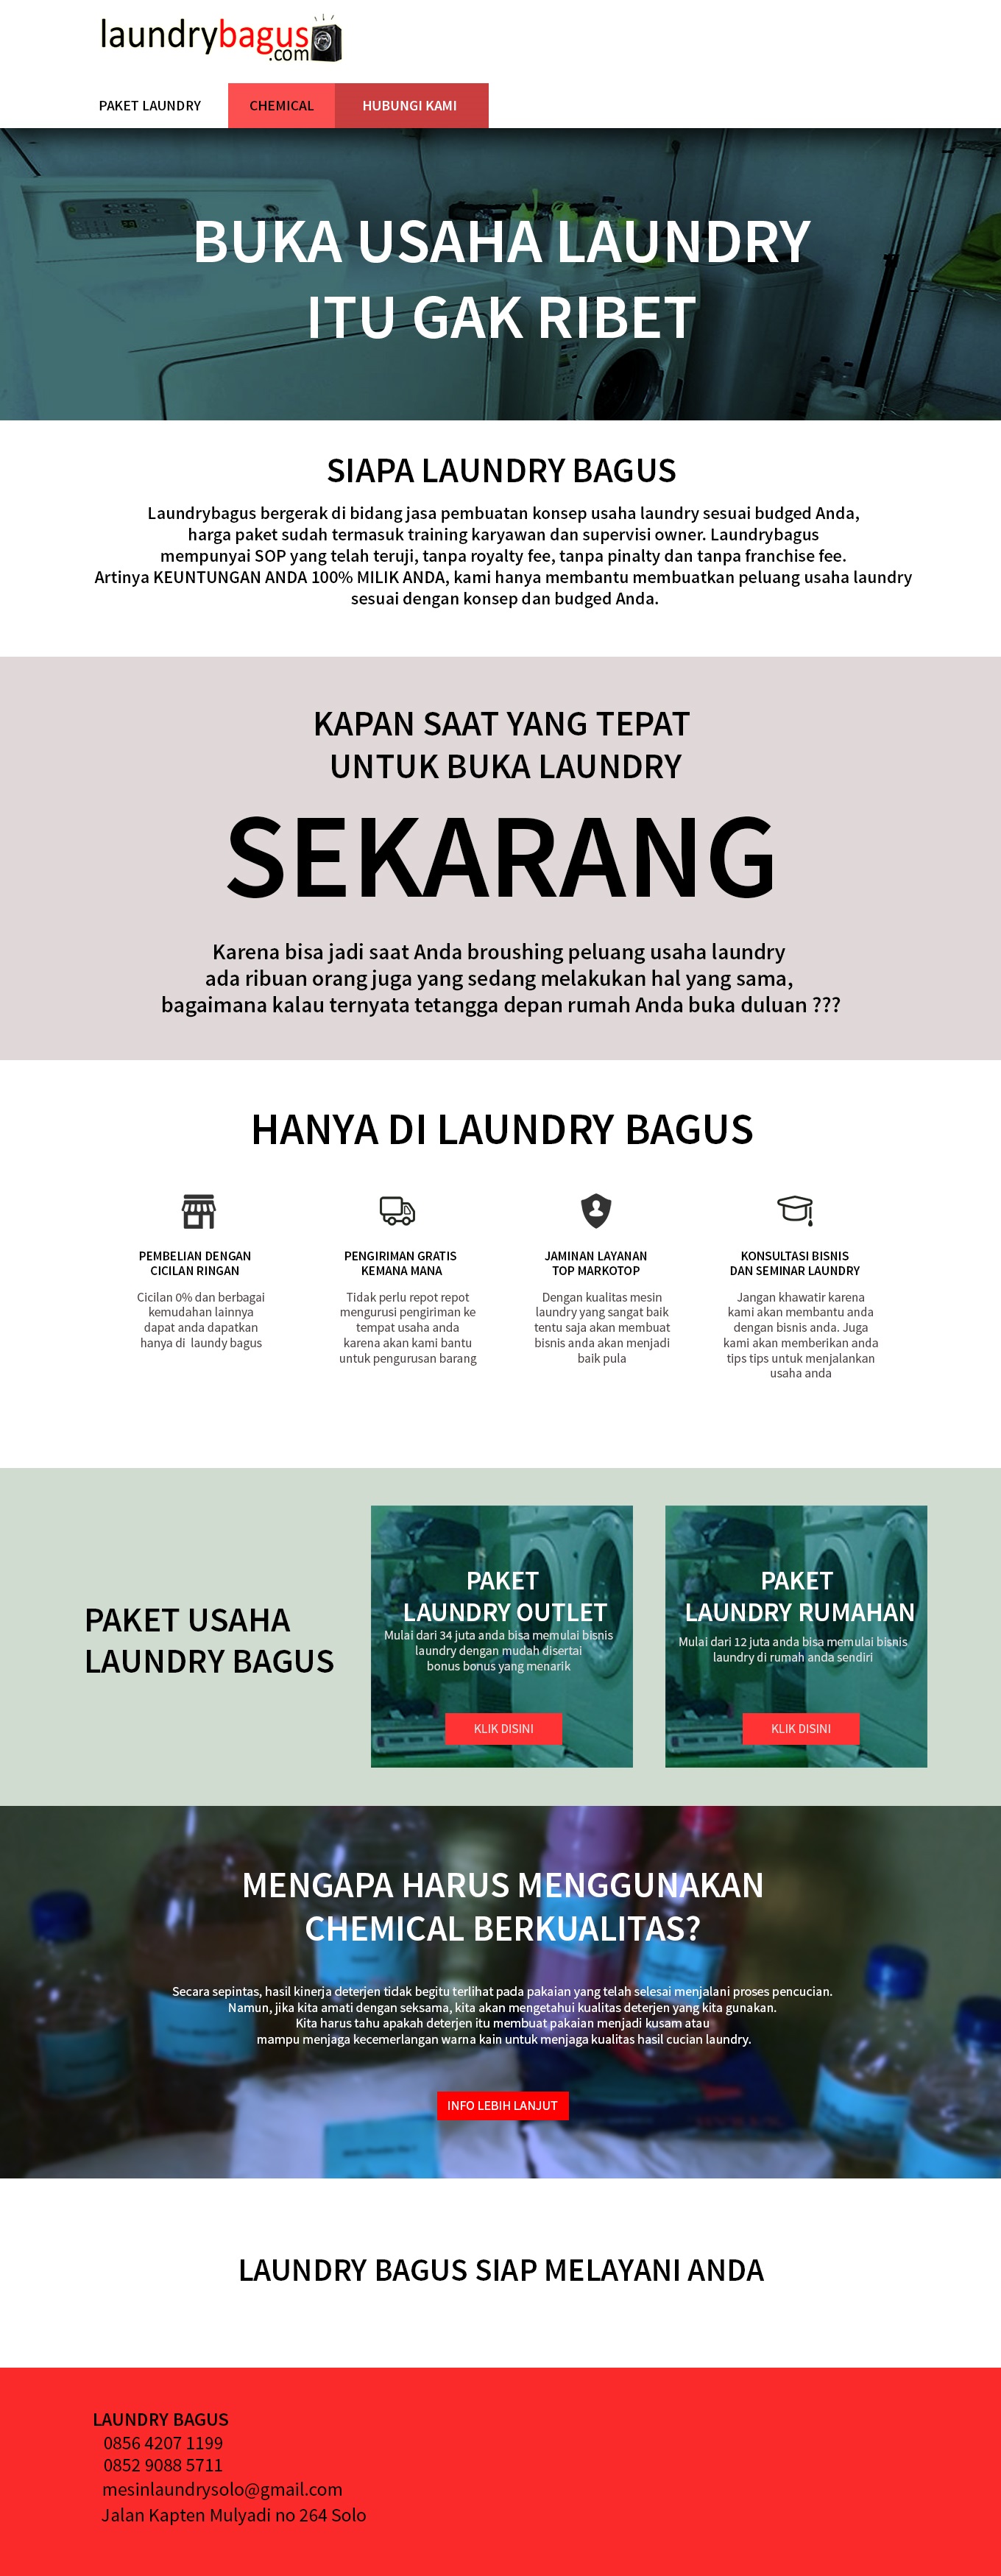 laundrybagus
.com
PAKET LAUNDRY
CHEMICAL
HUBUNGI KAMI
BUKA USAHA LAUNDRY
ITU GAK RIBET
SIAPA LAUNDRY BAGUS
Laundrybagus bergerak di bidang jasa pembuatan konsep usaha laundry sesuai budged Anda,
harga paket sudah termasuk training karyawan dan supervisi owner. Laundrybagus
mempunyai SOP yang telah teruji, tanpa royalty fee, tanpa pinalty dan tanpa franchise fee.
Artinya KEUNTUNGAN ANDA 100% MILIK ANDA, kami hanya membantu membuatkan peluang usaha laundry
sesuai dengan konsep dan budged Anda.
KAPAN SAAT YANG TEPAT
UNTUK BUKA LAUNDRY
SEKARANG
Karena bisa jadi saat Anda broushing peluang usaha laundry
ada ribuan orang juga yang sedang melakukan hal yang sama,
bagaimana kalau ternyata tetangga depan rumah Anda buka duluan ???
HANYA DI LAUNDRY BAGUS
PEMBELIAN DENGAN
CICILAN RINGAN
Cicilan 0% dan berbagai
kemudahan lainnya
dapat anda dapatkan
hanya di laundy bagus
PENGIRIMAN GRATIS
KEMANA MANA
Tidak perlu repot repot
mengurusi pengiriman ke
tempat usaha anda
karena akan kami bantu
untuk pengurusan barang
JAMINAN LAYANAN
TOP MARKOTOP
Dengan kualitas mesin
laundry yang sangat baik
tentu saja akan membuat
bisnis anda akan menjadi
baik pula
KONSULTASI BISNIS
DAN SEMINAR LAUNDRY
Jangan khawatir karena
kami akan membantu anda
dengan bisnis anda. Juga
kami akan memberikan anda
tips tips untuk menjalankan
usaha anda
PAKET USAHA
LAUNDRY BAGUS
PAKET
LAUNDRY OUTLET
Mulai dari 34 juta anda bisa memulai bisnis
laundry dengan mudah disertai
bonus bonus yang menarik
KLIK DISINI
PAKET
LAUNDRY RUMAHAN
Mulai dari 12 juta anda bisa memulai bisnis
laundry di rumah anda sendiri
KLIK DISINI
MENGAPA HARUS MENGGUNAKAN
CHEMICAL BERKUALITAS?
Secara sepintas, hasil kinerja deterjen tidak begitu terlihat pada pakaian yang telah selesai menjalani proses pencucian.
Namun, jika kita amati dengan seksama, kita akan mengetahui kualitas deterjen yang kita gunakan.
Kita harus tahu apakah deterjen itu membuat pakaian menjadi kusam atau
mampu menjaga kecemerlangan warna kain untuk menjaga kualitas hasil cucian laundry.
INFO LEBIH LANJUT
LAUNDRY BAGUS SIAP MELAYANI ANDA
LAUNDRY BAGUS
0856 4207 1199
0852 9088 5711
mesinlaundrysolo@gmail.com
Jalan Kapten Mulyadi no 264 Solo